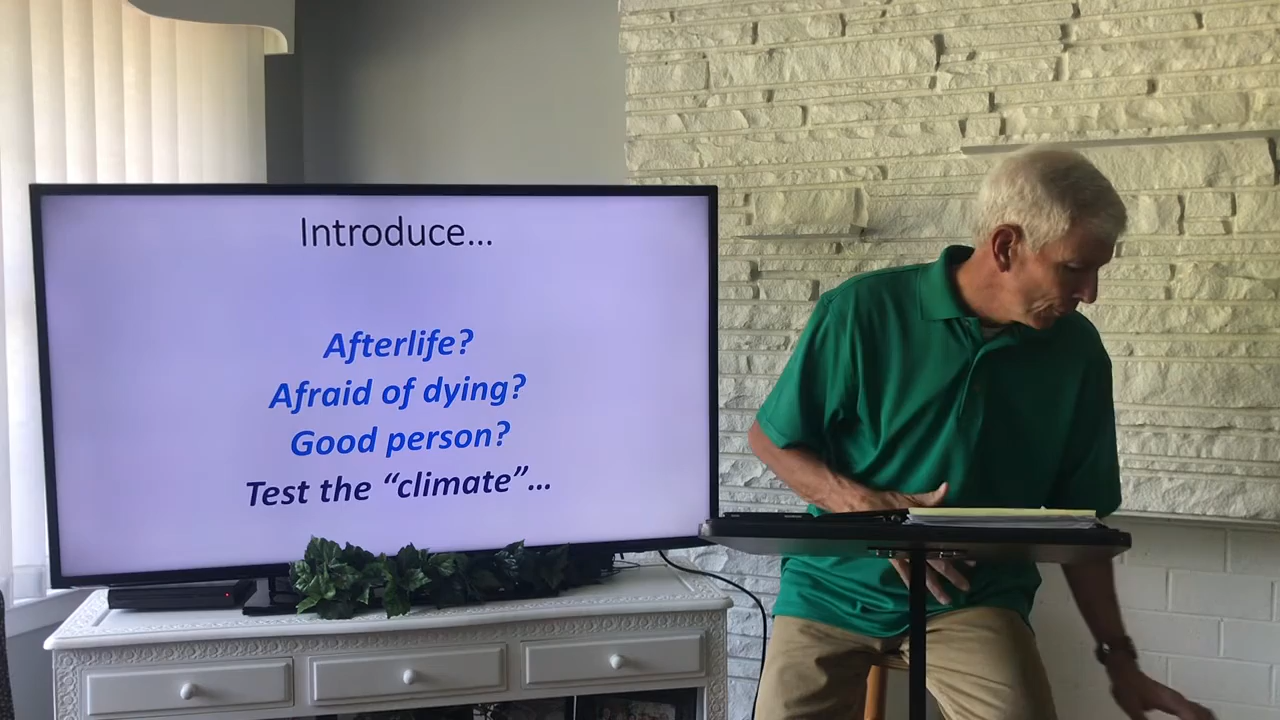 Introduce...
Afterlife?
Afraid of dying?
Good person?
Test the “climate”...